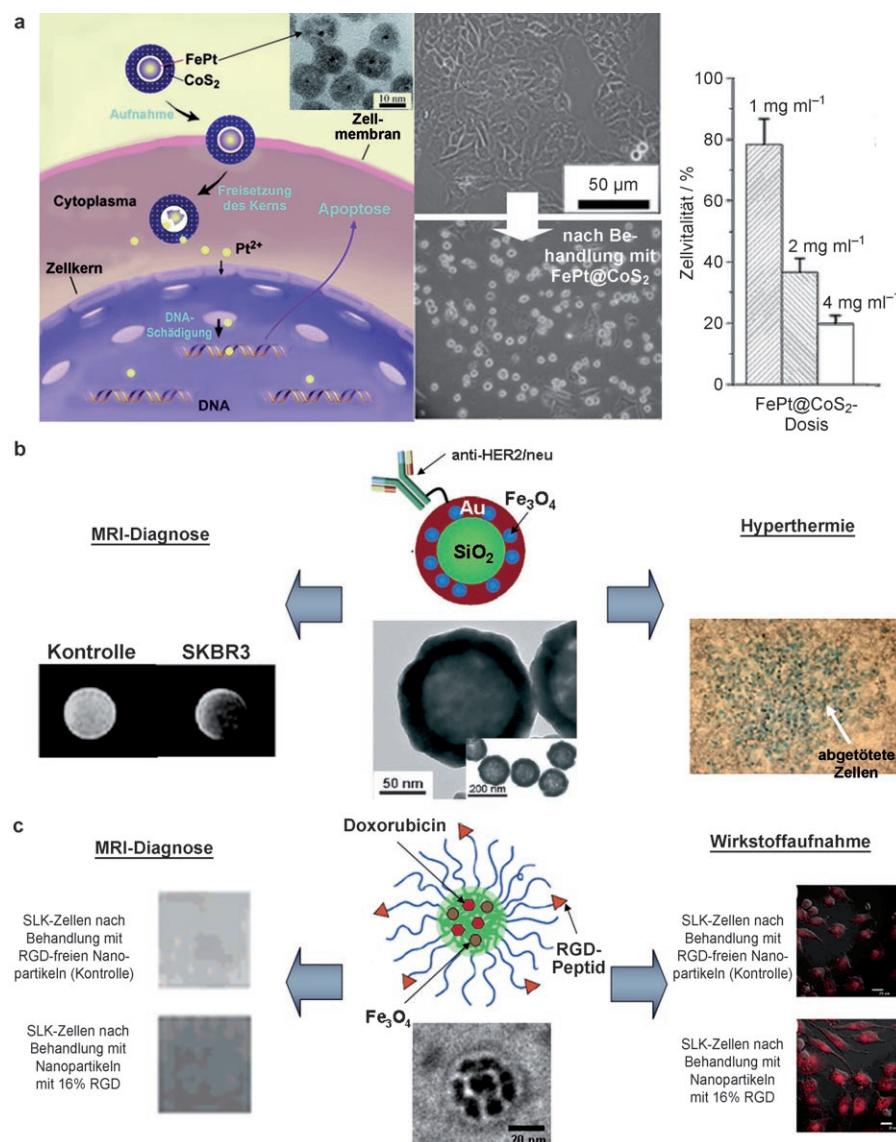 a
FePt
CoS2
10 nm
Aufnahme
Zell-
membran
Cytoplasma
Freisetzung
des Kerns
Apoptose
Pt2+
Zellkern
DNA-
Schädigung
DNA
50 µm
nach Be-
handlung mit
FePt@CoS2
Zellvitalität / %
100
80
60
40
20
0
1 mg ml–1
2 mg ml–1
4 mg ml–1
FePt@CoS2-
Dosis
b
anti-HER2/neu
Fe3O4
Au
SiO2
MRI-Diagnose
Hyperthermie
Kontrolle
SKBR3
50 nm
200 nm
abgetötete
Zellen
c
MRI-Diagnose
Doxorubicin
Wirkstoffaufnahme
SLK-Zellen nach
Behandlung mit
RGD-freien Nano-
partikeln (Kontrolle)
SLK-Zellen nach
Behandlung mit
Nanopartikeln
mit 16% RGD
RGD-
Peptid
Fe3O4
20 nm
SLK-Zellen nach
Behandlung mit
RGD-freien Nano-
partikeln (Kontrolle)
SLK-Zellen nach
Behandlung mit
Nanopartikeln
mit 16% RGD